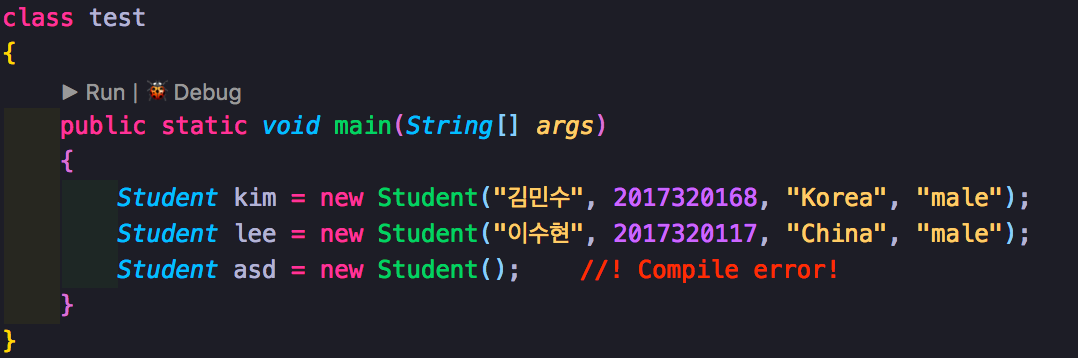 class test
{
▶ Run | 🐞 Debug
public static void main(String[] args)
{
Student kim = new Student("김민수", 2017320168, "Korea", "male");
Student lee = new Student("이수현", 2017320117, "China", "male");
Student asd = new Student(); //! Compile error!
}
}